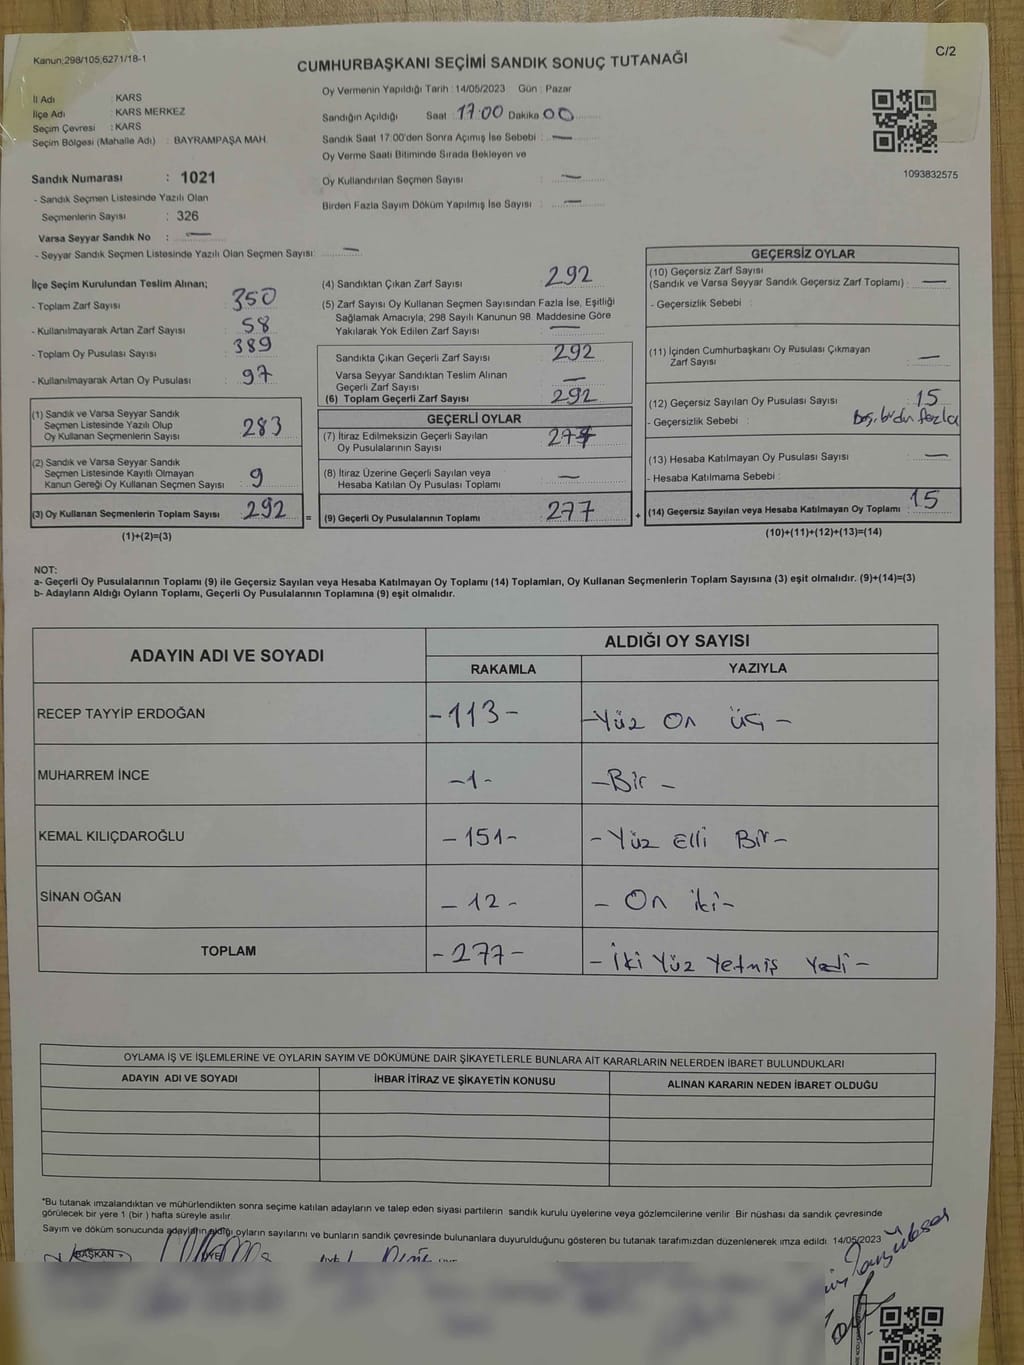 Kanun;298/105,6271/18-1
C/2
CUMHURBAŞKANI SEÇİMİ SANDIK SONUÇ TUTANAĞI
İl Adı : KARS
İlçe Adı : KARS MERKEZ
Seçim Çevresi : KARS
Seçim Bölgesi (Mahalle Adı) : BAYRAMPAŞA MAH.
Oy Vermenin Yapıldığı Tarih : 14/05/2023 Gün : Pazar
Sandığın Açıldığı Saat : 17:00 Dakika 00
Sandık Saat 17:00'den Sonra Açımış İse Sebebi : —
Oy Verme Saati Bitiminde Sırada Bekleyen ve
Oy Kullandırılan Seçmen Sayısı : —
Birden Fazla Sayım Döküm Yapılmış İse Sayısı : —
1093832575
Sandık Numarası : 1021
- Sandık Seçmen Listesinde Yazılı Olan
Seçmenlerin Sayısı : 326
Varsa Seyyar Sandık No : —
- Seyyar Sandık Seçmen Listesinde Yazılı Olan Seçmen Sayısı: —
İlçe Seçim Kurulundan Teslim Alınan;
- Toplam Zarf Sayısı : 350
- Kullanılmayarak Artan Zarf Sayısı : 58
- Toplam Oy Pusulası Sayısı : 389
- Kullanılmayarak Artan Oy Pusulası : 97
(1) Sandık ve Varsa Seyyar Sandık
Seçmen Listesinde Yazılı Olup
Oy Kullanan Seçmenlerin Sayısı : 283
(2) Sandık ve Varsa Seyyar Sandık
Seçmen Listesinde Kayıtlı Olmayan
Kanun Gereği Oy Kullanan Seçmen Sayısı : 9
(3) Oy Kullanan Seçmenlerin Toplam Sayısı : 292 =
(1)+(2)=(3)
(4) Sandıktan Çıkan Zarf Sayısı : 292
(5) Zarf Sayısı Oy Kullanan Seçmen Sayısından Fazla İse, Eşitliği
Sağlamak Amacıyla, 298 Sayılı Kanunun 98. Maddesine Göre
Yakılarak Yok Edilen Zarf Sayısı : —
Sandıkta Çıkan Geçerli Zarf Sayısı : 292
Varsa Seyyar Sandıktan Teslim Alınan
Geçerli Zarf Sayısı : —
(6) Toplam Geçerli Zarf Sayısı : 292
GEÇERLİ OYLAR
(7) İtiraz Edilmeksizin Geçerli Sayılan
Oy Pusulalarının Sayısı : 277
(8) İtiraz Üzerine Geçerli Sayılan veya
Hesaba Katılan Oy Pusulası Toplamı : —
(9) Geçerli Oy Pusulalarının Toplamı : 277 +
GEÇERSİZ OYLAR
(10) Geçersiz Zarf Sayısı
(Sandık ve Varsa Seyyar Sandık Geçersiz Zarf Toplamı) : —
- Geçersizlik Sebebi :
(11) İçinden Cumhurbaşkanı Oy Pusulası Çıkmayan
Zarf Sayısı : —
(12) Geçersiz Sayılan Oy Pusulası Sayısı : 15
- Geçersizlik Sebebi : Boş, birden fazla
(13) Hesaba Katılmayan Oy Pusulası Sayısı : —
- Hesaba Katılmama Sebebi :
(14) Geçersiz Sayılan veya Hesaba Katılmayan Oy Toplamı : 15
(10)+(11)+(12)+(13)=(14)
NOT:
a- Geçerli Oy Pusulalarının Toplamı (9) ile Geçersiz Sayılan veya Hesaba Katılmayan Oy Toplamı (14) Toplamları, Oy Kullanan Seçmenlerin Toplam Sayısına (3) eşit olmalıdır. (9)+(14)=(3)
b- Adayların Aldığı Oyların Toplamı, Geçerli Oy Pusulalarının Toplamına (9) eşit olmalıdır.
ADAYIN ADI VE SOYADI
ALDIĞI OY SAYISI
RAKAMLA YAZIYLA
RECEP TAYYİP ERDOĞAN -113- -Yüz On üç -
MUHARREM İNCE -1- -Bir -
KEMAL KILIÇDAROĞLU -151- -Yüz Elli Bir-
SİNAN OĞAN -12- - On iki-
TOPLAM -277- - İki Yüz Yetmiş Yedi-
OYLAMA İŞ VE İŞLEMLERİNE VE OYLARIN SAYIM VE DÖKÜMÜNE DAİR ŞİKAYETLERLE BUNLARA AİT KARARLARIN NELERDEN İBARET BULUNDUKLARI
ADAYIN ADI VE SOYADI İHBAR İTİRAZ VE ŞİKAYETİN KONUSU ALINAN KARARIN NEDEN İBARET OLDUĞU
*Bu tutanak imzalandıktan ve mühürlendikten sonra seçime katılan adayların ve talep eden siyasi partilerin sandık kurulu üyelerine veya gözlemcilerine verilir. Bir nüshası da sandık çevresinde
görülecek bir yere 1 (bir ) hafta süreyle asılır.
Sayım ve döküm sonucunda adayların aldığı oyların sayılarını ve bunların sandık çevresinde bulunanlara duyurulduğunu gösteren bu tutanak tarafımızdan düzenlenerek imza edildi. 14/05/2023
BAŞKAN ÜYE